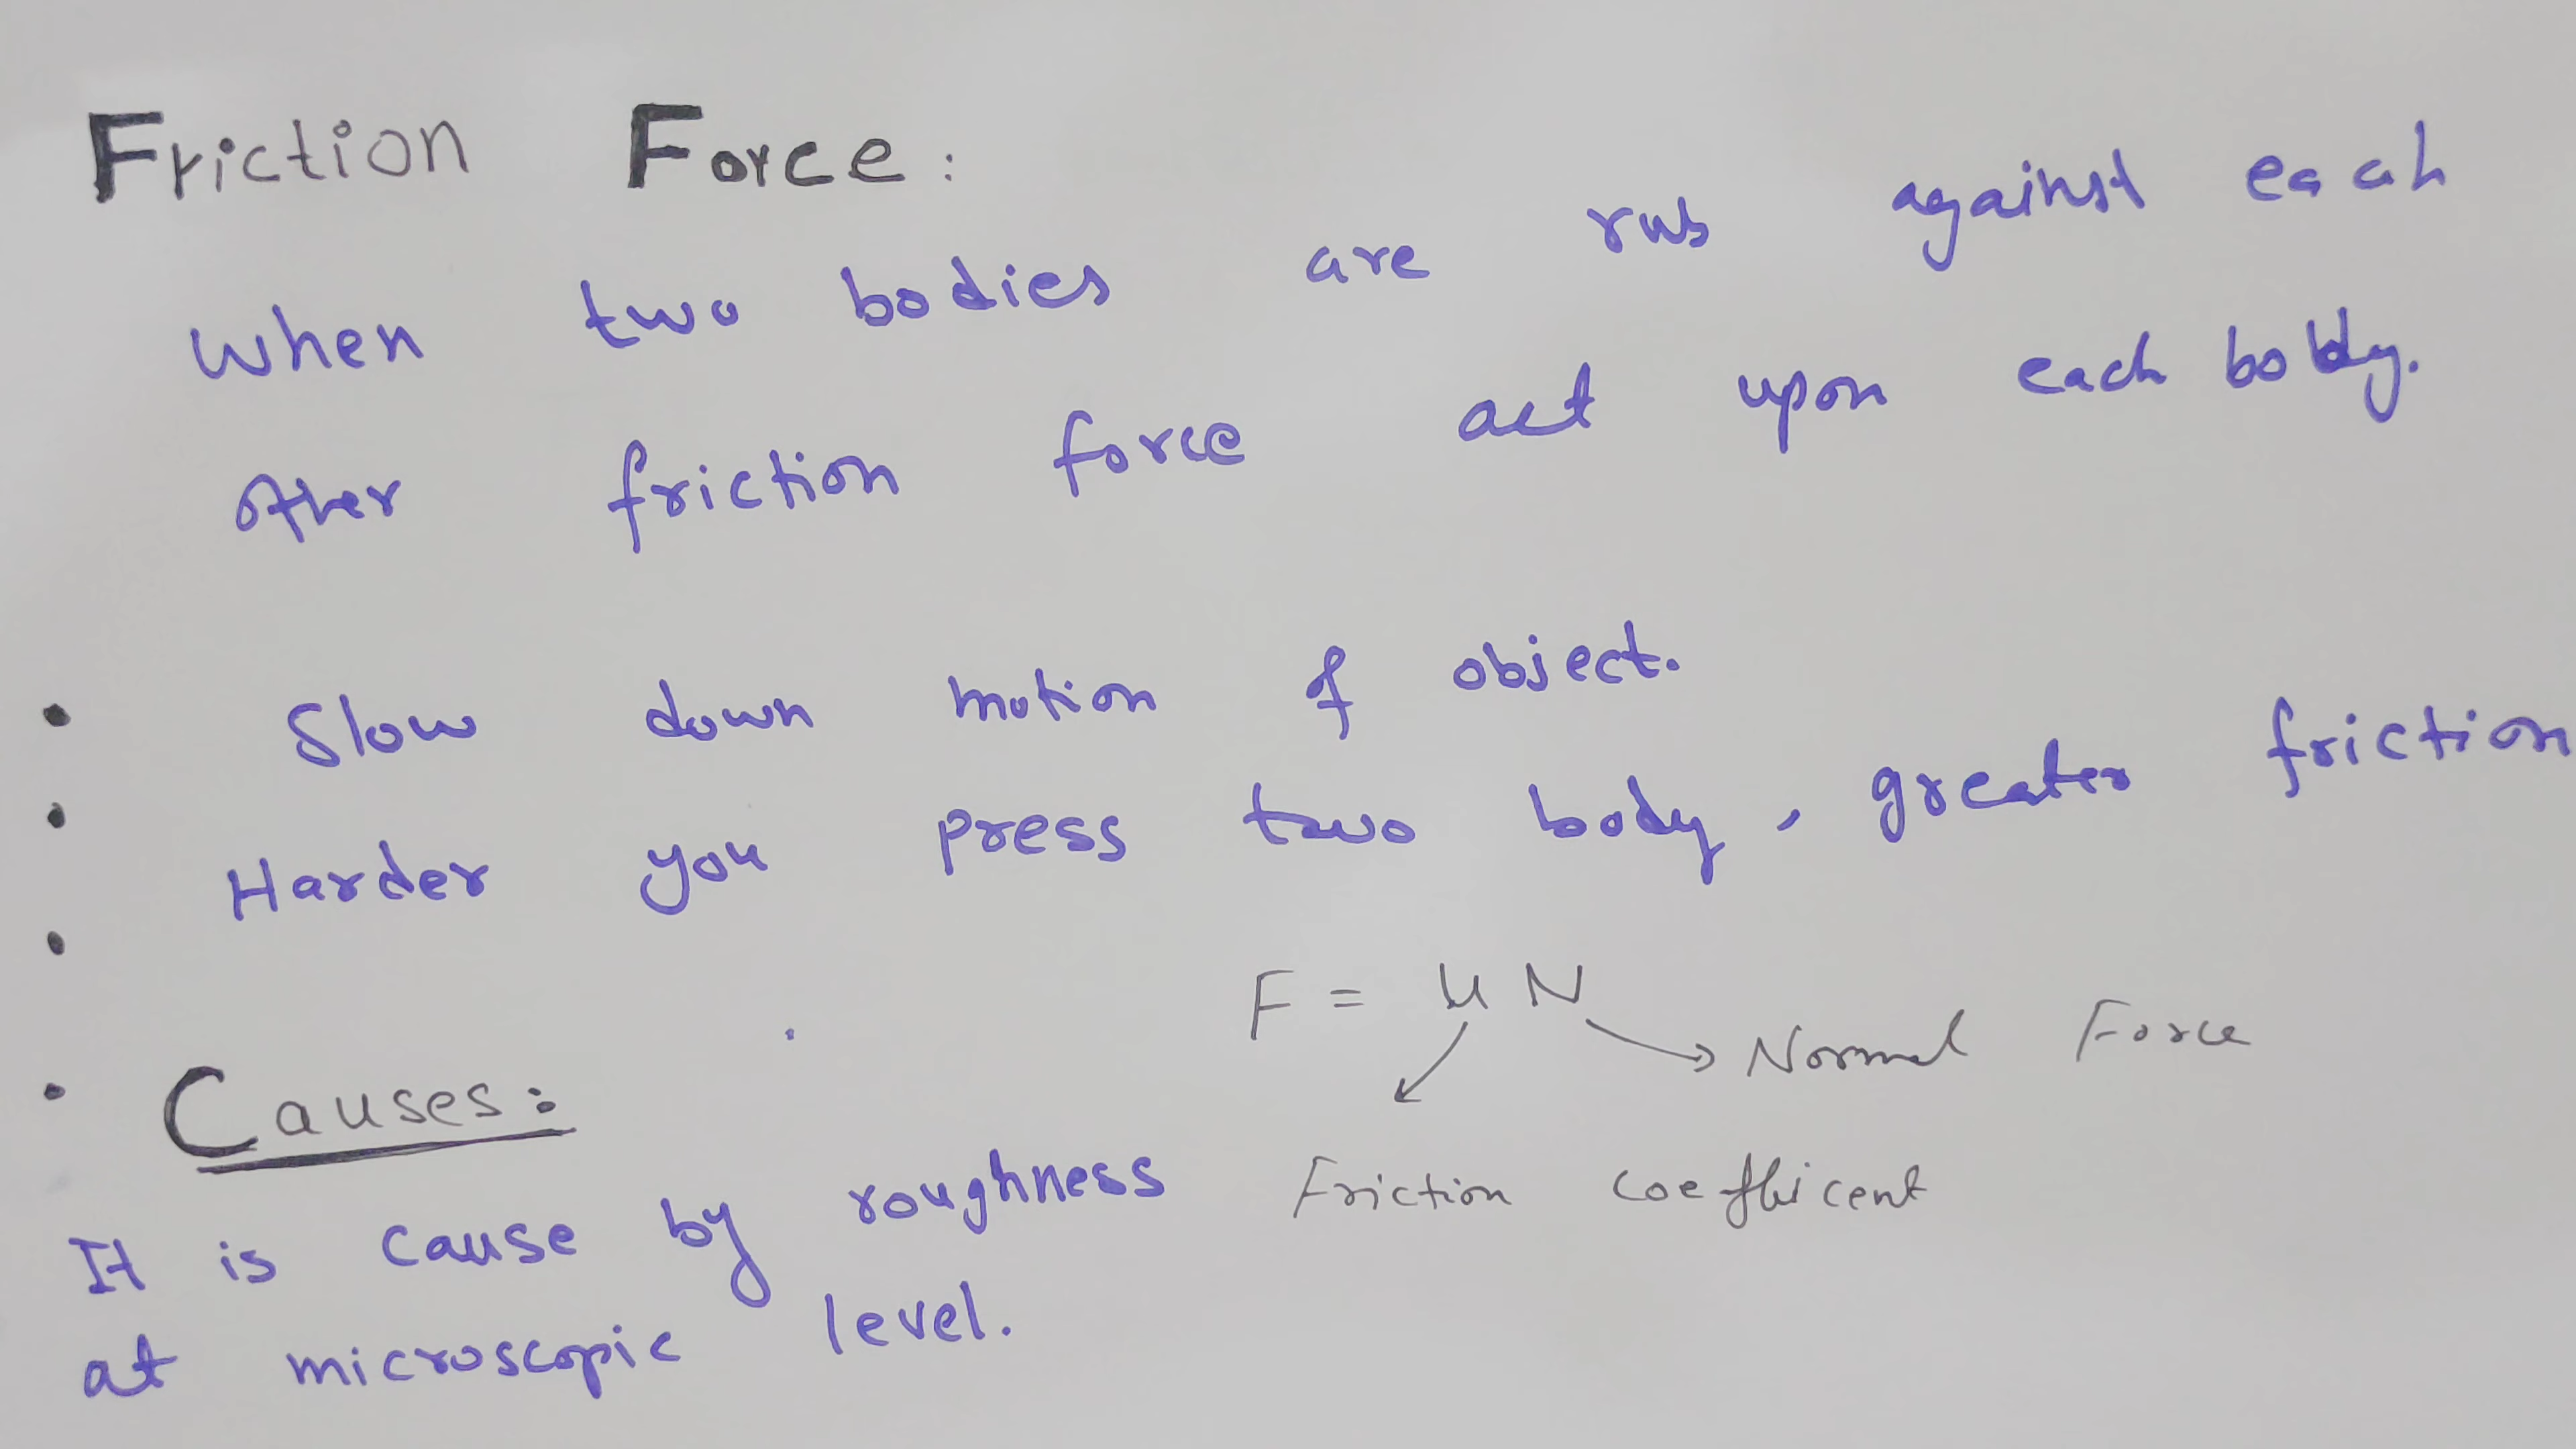 Friction Force:
When two bodies are rub against each
other friction force act upon each body.
• Slow down motion of object.
• Harder you press two body, greater friction
•
F = μ N
→ Normal Force
Friction coefficent
• Causes:
It is cause by roughness
at microscopic level.